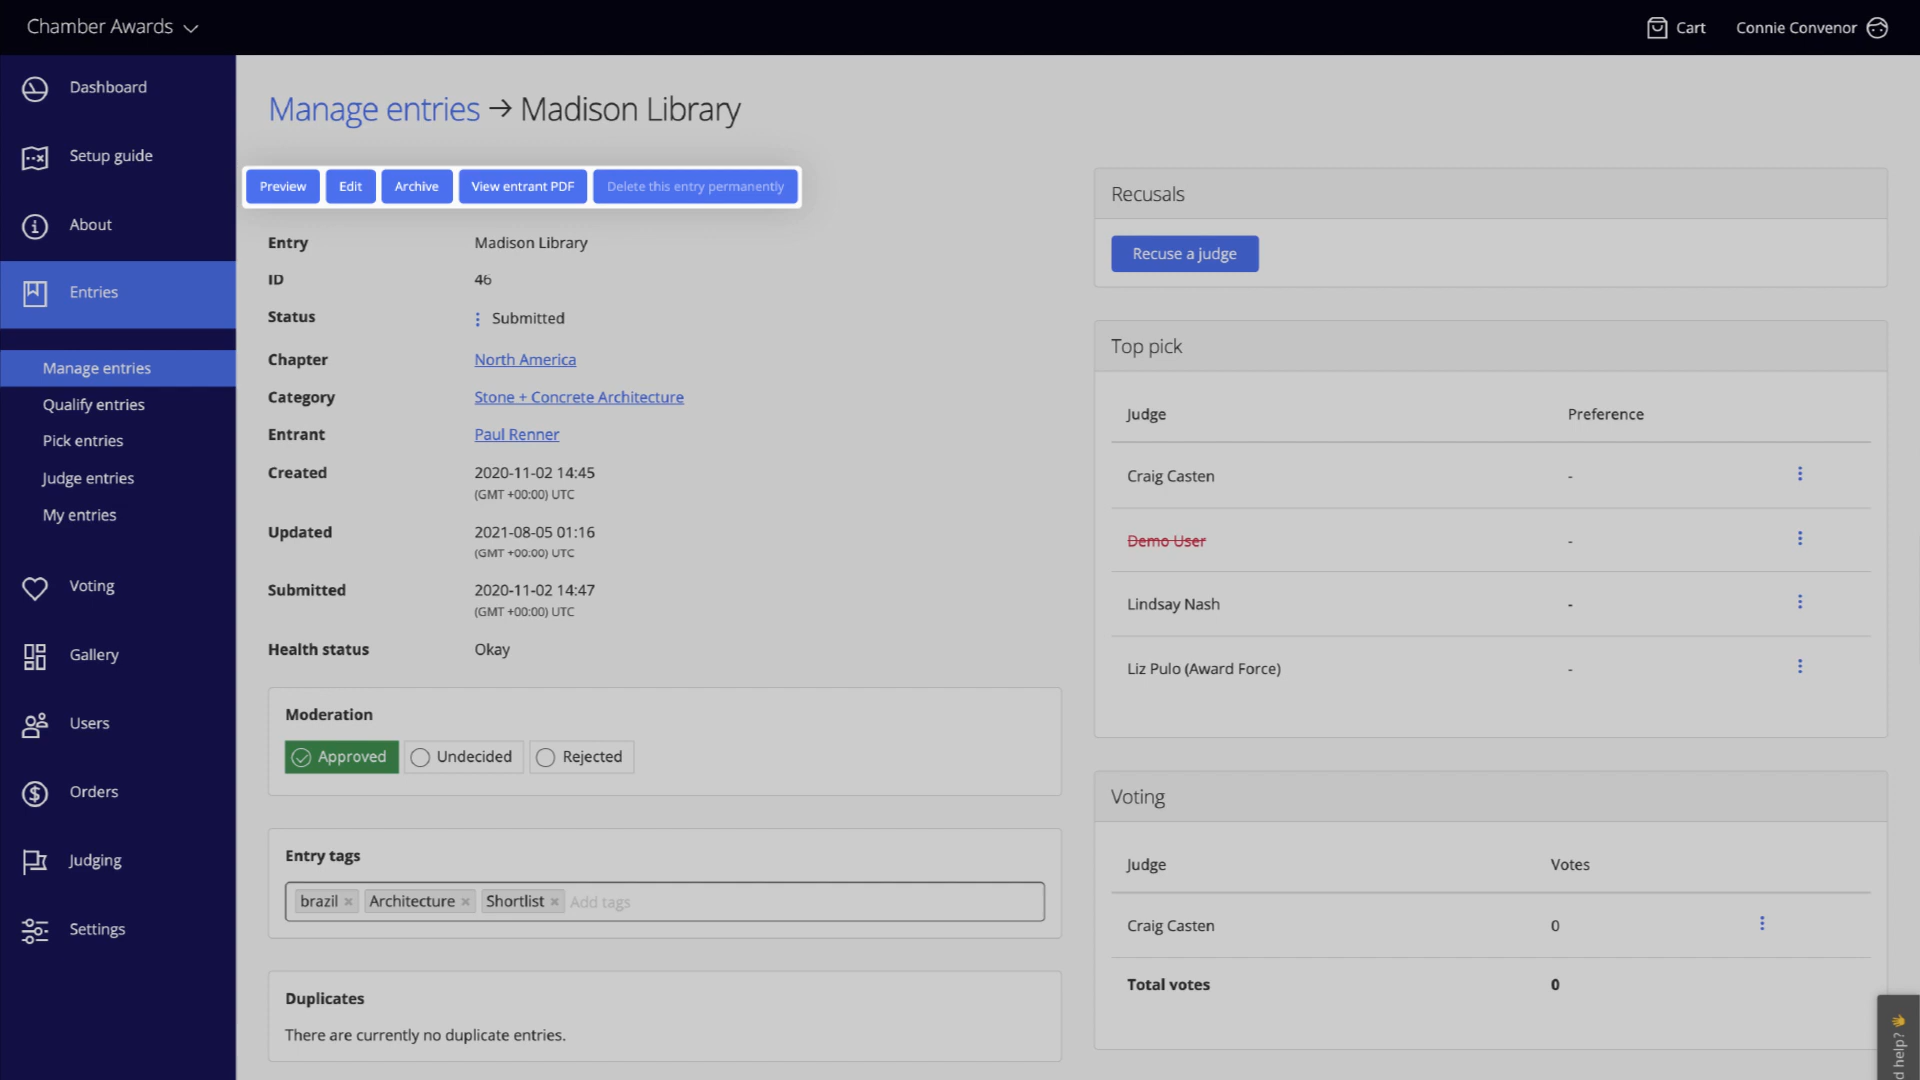 Chamber Awards
Cart
Connie Convenor
Dashboard
Setup guide
About
Entries
Manage entries
Qualify entries
Pick entries
Judge entries
My entries
Voting
Gallery
Users
Orders
Judging
Settings
Manage entries → Madison Library
Preview
Edit
Archive
View entrant PDF
Delete this entry permanently
Entry Madison Library
ID 46
Status Submitted
Chapter North America
Category Stone + Concrete Architecture
Entrant Paul Renner
Created 2020-11-02 14:45
(GMT +00:00) UTC
Updated 2021-08-05 01:16
(GMT +00:00) UTC
Submitted 2020-11-02 14:47
(GMT +00:00) UTC
Health status Okay
Moderation
Approved Undecided Rejected
Entry tags
brazil × Architecture × Shortlist × Add tags
Duplicates
There are currently no duplicate entries.
Recusals
Recuse a judge
Top pick
Judge Preference
Craig Casten -
Demo User -
Lindsay Nash -
Liz Pulo (Award Force) -
Voting
Judge Votes
Craig Casten 0
Total votes 0
help?